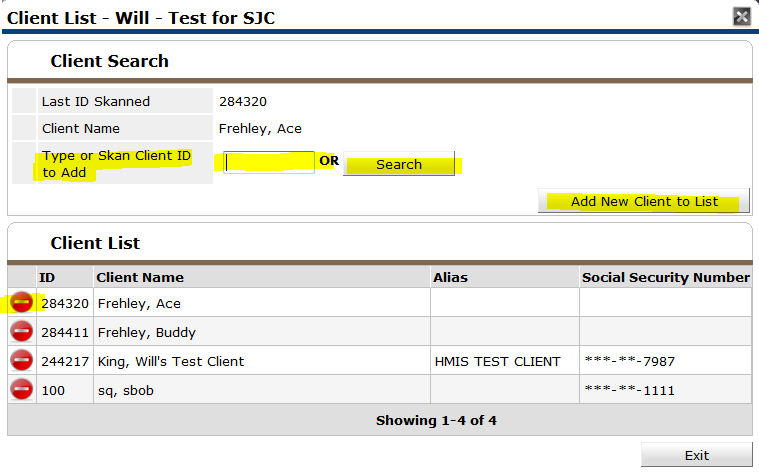 Client List - Will - Test for SJC
Client Search
Last ID Skanned 284320
Client Name Frehley, Ace
Type or Skan Client ID to Add OR Search
Add New Client to List
Client List
ID Client Name Alias Social Security Number
284320 Frehley, Ace
284411 Frehley, Buddy
244217 King, Will's Test Client HMIS TEST CLIENT ***-**-7987
100 sq, sbob ***-**-1111
Showing 1-4 of 4
Exit